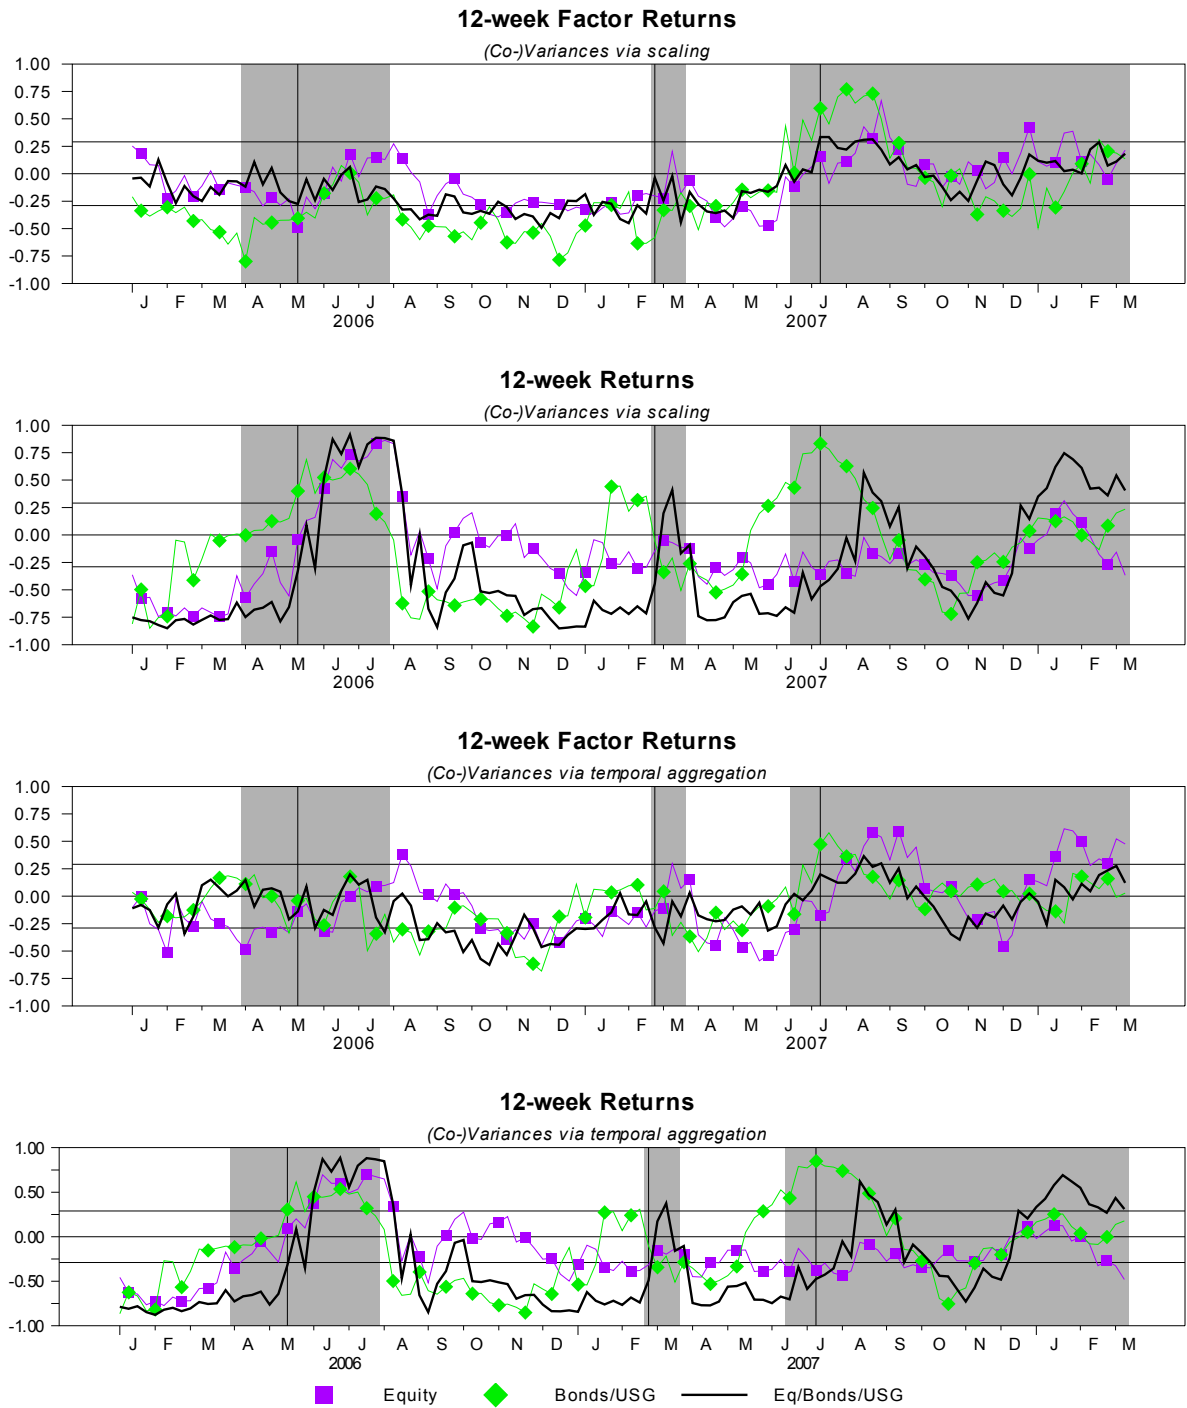 12-week Factor Returns
(Co-)Variances via scaling
1.00
0.75
0.50
0.25
0.00
-0.25
-0.50
-0.75
-1.00
J F M A M J J A S O N D J F M A M J J A S O N D J F M
2006 2007
12-week Returns
(Co-)Variances via scaling
1.00
0.75
0.50
0.25
0.00
-0.25
-0.50
-0.75
-1.00
J F M A M J J A S O N D J F M A M J J A S O N D J F M
2006 2007
12-week Factor Returns
(Co-)Variances via temporal aggregation
1.00
0.75
0.50
0.25
0.00
-0.25
-0.50
-0.75
-1.00
J F M A M J J A S O N D J F M A M J J A S O N D J F M
2006 2007
12-week Returns
(Co-)Variances via temporal aggregation
1.00
0.50
0.00
-0.50
-1.00
J F M A M J J A S O N D J F M A M J J A S O N D J F M
2006 2007
Equity Bonds/USG Eq/Bonds/USG